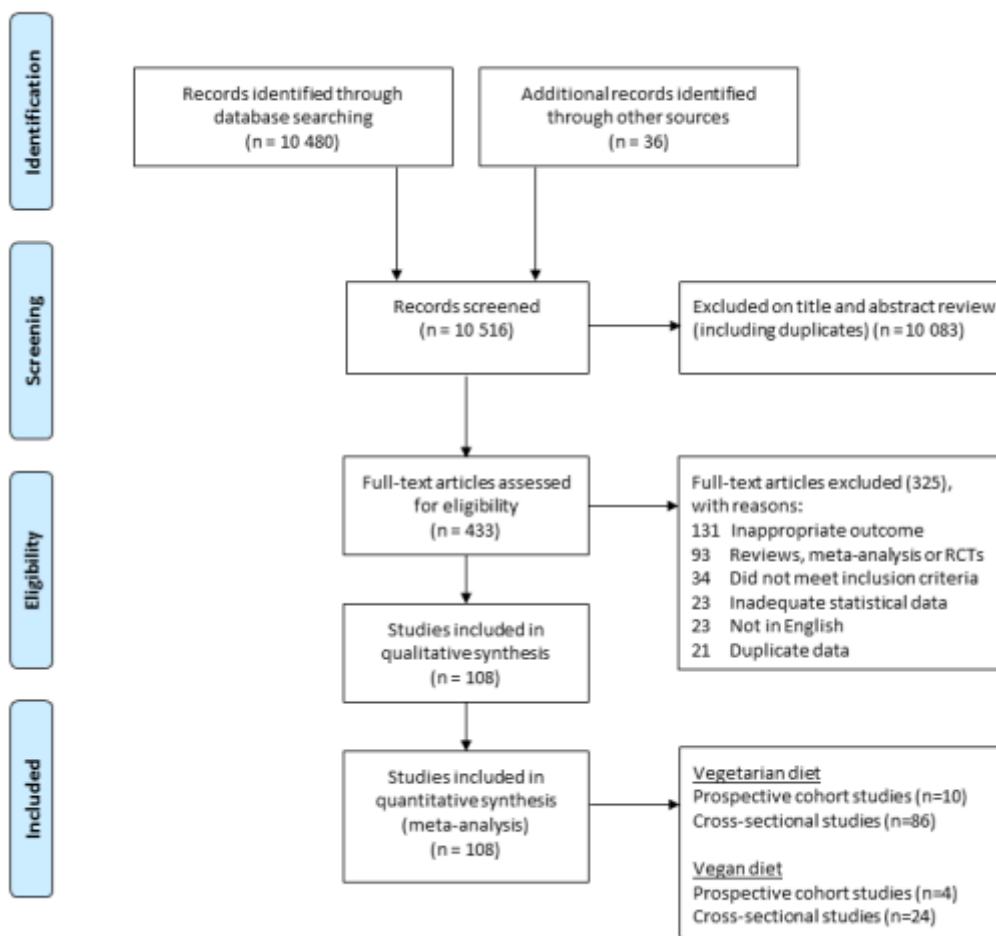 Identification
Records identified through
database searching
(n = 10 480)
Additional records identified
through other sources
(n = 36)
Screening
Records screened
(n = 10 516)
Excluded on title and abstract review
(including duplicates) (n = 10 083)
Eligibility
Full-text articles assessed
for eligibility
(n = 433)
Full-text articles excluded (325),
with reasons:
131 Inappropriate outcome
93 Reviews, meta-analysis or RCTs
34 Did not meet inclusion criteria
23 Inadequate statistical data
23 Not in English
21 Duplicate data
Studies included in
qualitative synthesis
(n = 108)
Included
Studies included in
quantitative synthesis
(meta-analysis)
(n = 108)
Vegetarian diet
Prospective cohort studies (n=10)
Cross-sectional studies (n=86)
Vegan diet
Prospective cohort studies (n=4)
Cross-sectional studies (n=24)